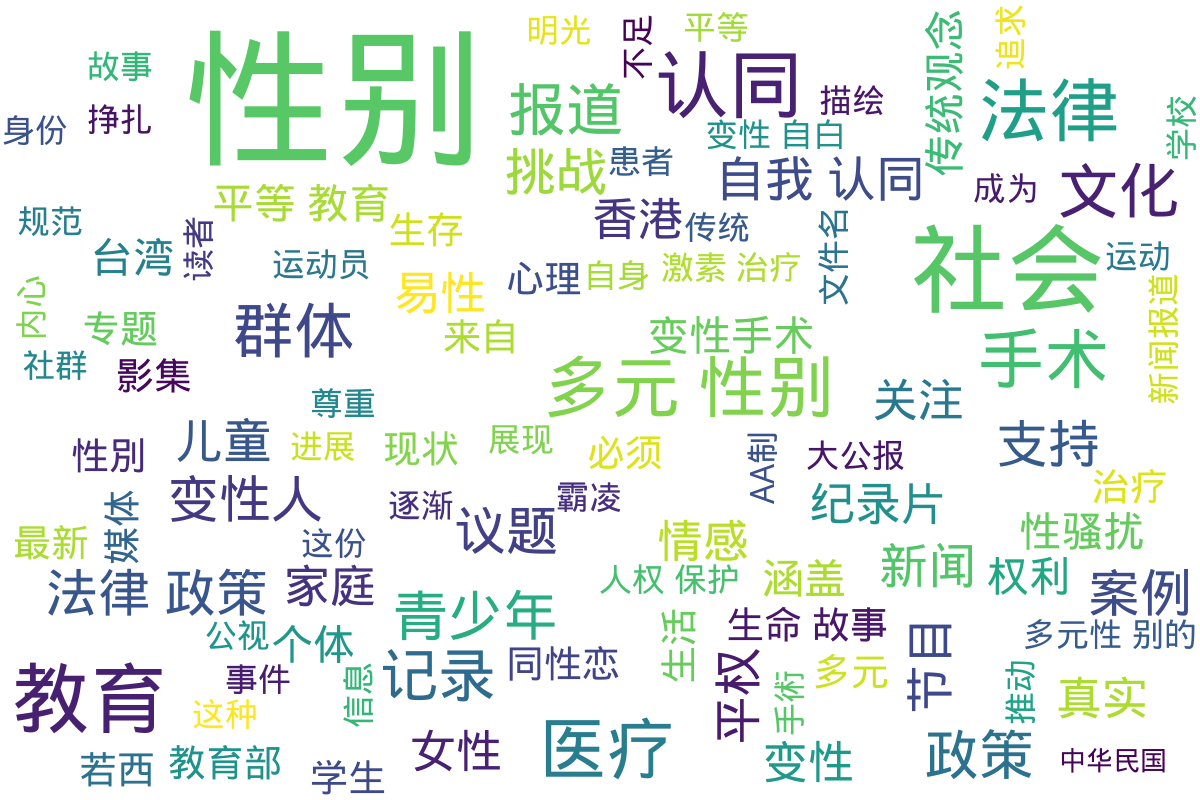 性别
明光
不足
平等
认同
传统观念
追求
故事
报道
描绘
法律
学校
身份
挣扎
变性 自白
挑战
患者
自我 认同
成为
文化
平等 教育
规范
读者
生存
香港
传统
文件名
社会
运动
台湾
运动员
心理
自身
激素 治疗
内心
易性
新闻报道
专题
群体
来自
变性手术
手术
社群
影集
多元 性别
关注
尊重
儿童
进展
现状
展现
必须
AA制
大公报
支持
性別
变性人
逐渐
霸凌
纪录片
治疗
媒体
议题
最新
这份
情感
性骚扰
新闻
法律 政策
家庭
人权 保护
涵盖
权利
案例
青少年
公视
个体
生活
生命 故事
节目
多元性 别的
教育
事件
信息
记录
同性恋
平权
手術
多元
推动
真实
这种
若西
教育部
学生
女性
医疗
变性
政策
中华民国